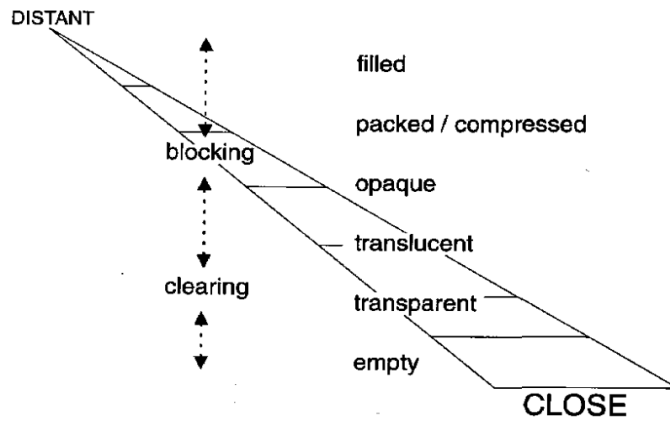 DISTANT
filled
packed / compressed
blocking
opaque
translucent
clearing
transparent
empty
CLOSE